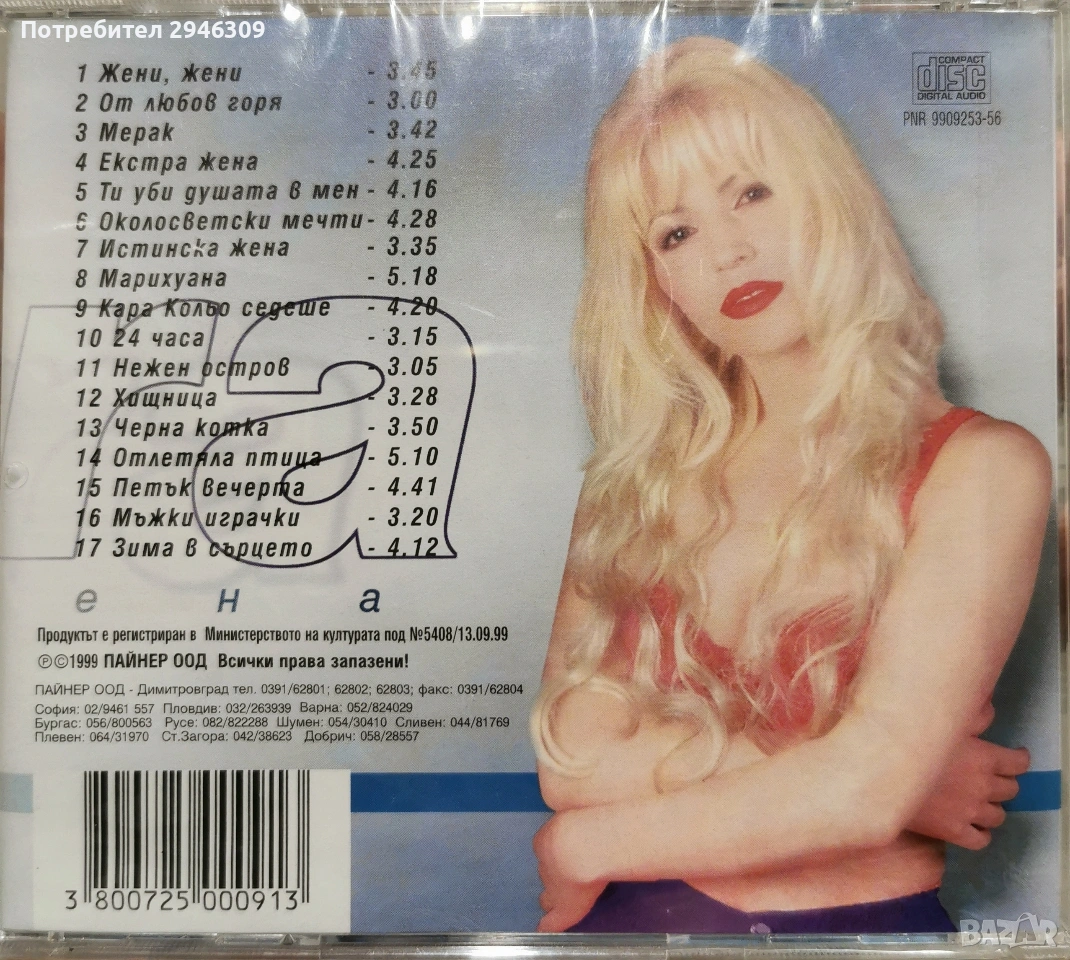 Потребител 2946309
COMPACT
disc
DIGITAL AUDIO
PNR 9909253-56
1 Жени, жени - 3.45
2 От любов горя - 3.00
3 Мерак - 3.42
4 Екстра жена - 4.25
5 Ти уби душата в мен - 4.16
6 Околосветски мечти - 4.28
7 Истинска жена - 3.35
8 Марихуана - 5.18
9 Кара Кольо седеше - 4.20
10 24 часа - 3.15
11 Нежен остров - 3.05
12 Хищница - 3.28
13 Черна котка - 3.50
14 Отлетяла птица - 5.10
15 Петък вечерта - 4.41
16 Мъжки играчки - 3.20
17 Зима в сърцето - 4.12
га
е н а
Продуктът е регистриран в Министерството на културата под №5408/13.09.99
℗©1999 ПАЙНЕР ООД Всички права запазени!
ПАЙНЕР ООД - Димитровград тел. 0391/62801; 62802; 62803; факс: 0391/62804
София: 02/9461 557 Пловдив: 032/263939 Варна: 052/824029
Бургас: 056/800563 Русе: 082/822288 Шумен: 054/30410 Сливен: 044/81769
Плевен: 064/31970 Ст.Загора: 042/38623 Добрич: 058/28557
3 800725 000913
BAZAR